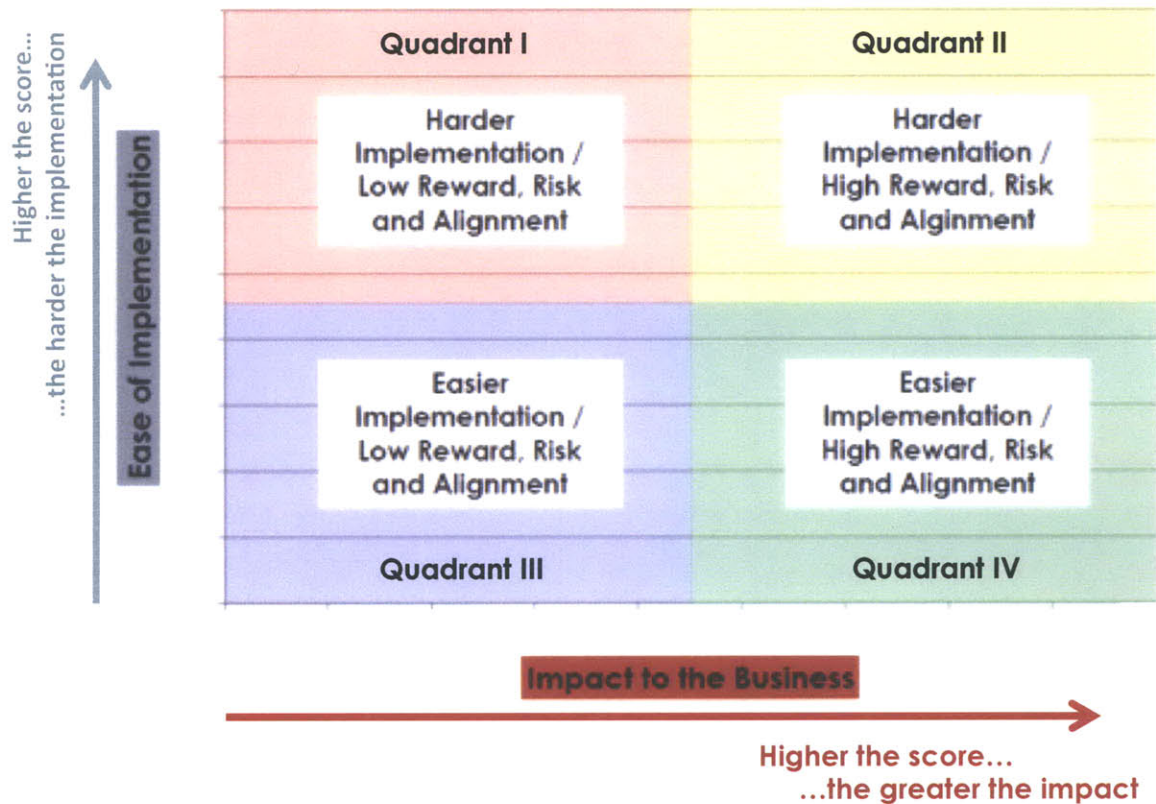 Higher the score...
...the harder the implementation
Ease of Implementation
Quadrant I
Harder
Implementation /
Low Reward, Risk
and Alignment
Quadrant II
Harder
Implementation /
High Reward, Risk
and Alginment
Easier
Implementation /
Low Reward, Risk
and Alignment
Quadrant III
Easier
Implementation /
High Reward, Risk
and Alignment
Quadrant IV
Impact to the Business
Higher the score...
...the greater the impact